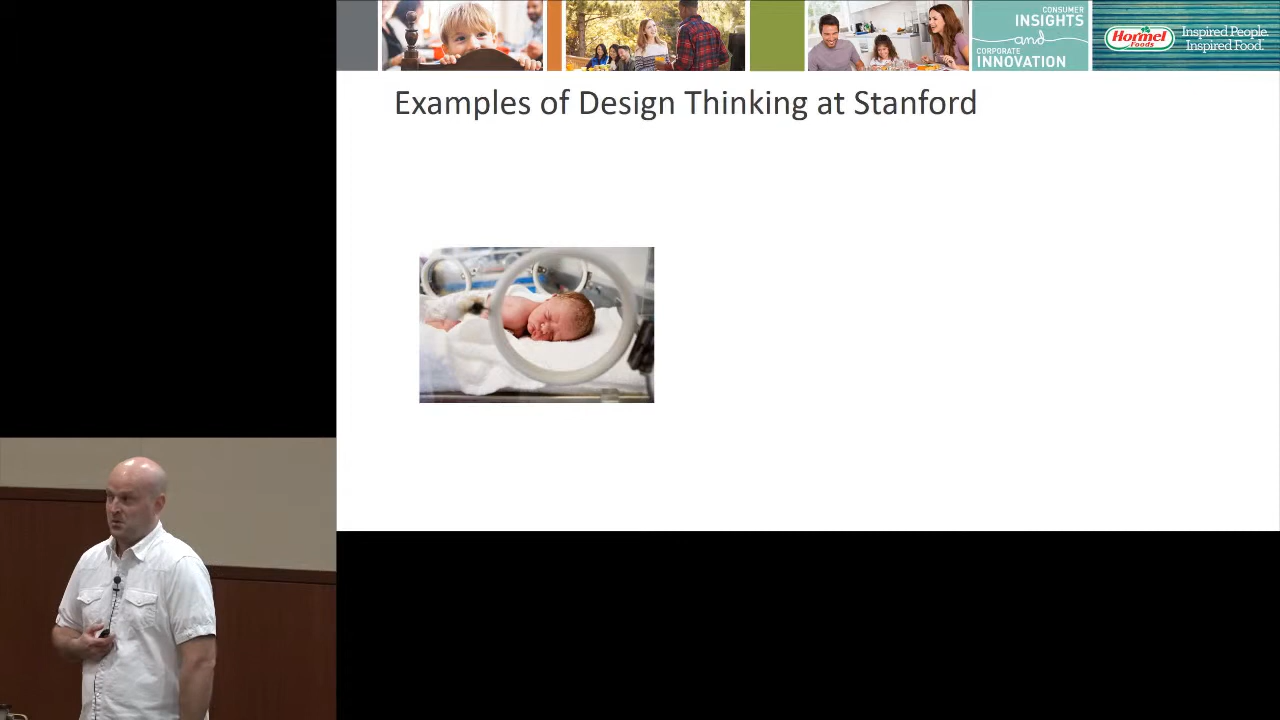 CONSUMER
INSIGHTS
and
CORPORATE
INNOVATION
Hormel
Foods
Inspired People.
Inspired Food.
Examples of Design Thinking at Stanford